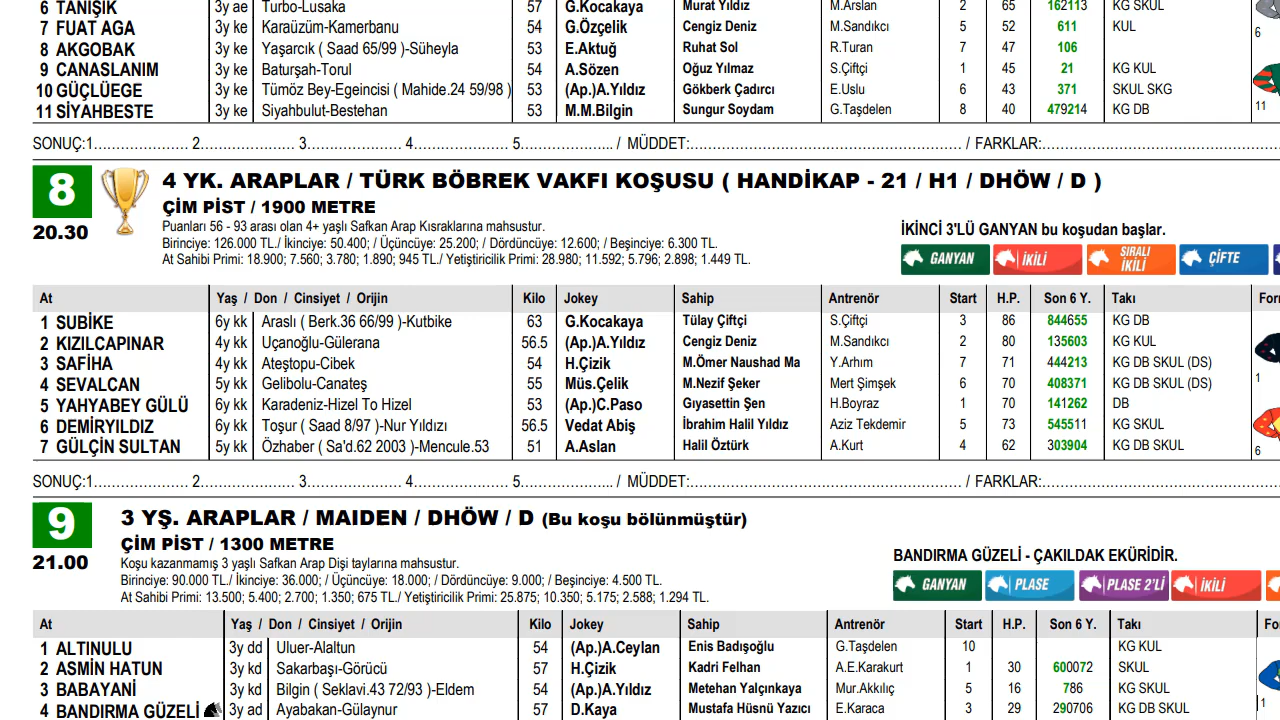 6 TANIŞIK 3y ae Turbo-Lusaka 57 G.Kocakaya Murat Yıldız M.Arslan 2 65 162113 KG SKUL
7 FUAT AGA 3y ke Karaüzüm-Kamerbanu 54 G.Özçelik Cengiz Deniz M.Sandıkcı 5 52 611 KUL
6
8 AKGOBAK 3y ke Yaşarcık ( Saad 65/99 )-Süheyla 53 E.Aktuğ Ruhat Sol R.Turan 7 47 106
9 CANASLANIM 3y ke Baturşah-Torul 54 A.Sözen Oğuz Yılmaz S.Çiftçi 1 45 21 KG KUL
10 GÜÇLÜEGE 3y ke Tümöz Bey-Egeincisi ( Mahide.24 59/98 ) 53 (Ap.)A.Yıldız Gökberk Çadırcı E.Uslu 6 43 371 SKUL SKG
11 SİYAHBESTE 3y ke Siyahbulut-Bestehan 53 M.M.Bilgin Sungur Soydam G.Taşdelen 8 40 479214 KG DB
11
SONUÇ:1..................... 2...................... 3........................ 4........................ 5...................... / MÜDDET:.............................................................. / FARKLAR:......................................................
8
4 YK. ARAPLAR / TÜRK BÖBREK VAKFI KOŞUSU ( HANDİKAP - 21 / H1 / DHÖW / D )
ÇİM PİST / 1900 METRE
20.30
Puanları 56 - 93 arası olan 4+ yaşlı Safkan Arap Kısraklarına mahsustur.
İKİNCİ 3'LÜ GANYAN bu koşudan başlar.
Birinciye: 126.000 TL./ İkinciye: 50.400; / Üçüncüye: 25.200; / Dördüncüye: 12.600; / Beşinciye: 6.300 TL.
At Sahibi Primi: 18.900; 7.560; 3.780; 1.890; 945 TL./ Yetiştiricilik Primi: 28.980; 11.592; 5.796; 2.898; 1.449 TL.
GANYAN İKİLİ SIRALI İKİLİ ÇİFTE
At Yaş / Don / Cinsiyet / Orijin Kilo Jokey Sahip Antrenör Start H.P. Son 6 Y. Takı For
1 SUBİKE 6y kk Araslı ( Berk.36 66/99 )-Kutbike 63 G.Kocakaya Tülay Çiftçi S.Çiftçi 3 86 844655 KG DB
2 KIZILCAPINAR 4y kk Uçanoğlu-Gülerana 56.5 (Ap.)A.Yıldız Cengiz Deniz M.Sandıkcı 2 80 135603 KG KUL
3 SAFİHA 4y kk Ateştopu-Cibek 54 H.Çizik M.Ömer Naushad Ma Y.Arhım 7 71 444213 KG DB SKUL (DS)
1
4 SEVALCAN 5y kk Gelibolu-Canateş 55 Müs.Çelik M.Nezif Şeker Mert Şimşek 6 70 408371 KG DB SKUL (DS)
5 YAHYABEY GÜLÜ 6y kk Karadeniz-Hizel To Hizel 53 (Ap.)C.Paso Gıyasettin Şen H.Boyraz 1 70 141262 DB
6 DEMİRYILDIZ 6y kk Toşur ( Saad 8/97 )-Nur Yıldızı 56.5 Vedat Abiş İbrahim Halil Yıldız Aziz Tekdemir 5 73 545511 KG SKUL
7 GÜLÇİN SULTAN 5y kk Özhaber ( Sa'd.62 2003 )-Mencule.53 51 A.Aslan Halil Öztürk A.Kurt 4 62 303904 KG DB SKUL
6
SONUÇ:1..................... 2...................... 3........................ 4........................ 5...................... / MÜDDET:.............................................................. / FARKLAR:......................................................
9
3 YŞ. ARAPLAR / MAIDEN / DHÖW / D (Bu koşu bölünmüştür)
ÇİM PİST / 1300 METRE
21.00
Koşu kazanmamış 3 yaşlı Safkan Arap Dişi taylarına mahsustur.
BANDIRMA GÜZELİ - ÇAKILDAK EKÜRİDİR.
Birinciye: 90.000 TL./ İkinciye: 36.000; / Üçüncüye: 18.000; / Dördüncüye: 9.000; / Beşinciye: 4.500 TL.
At Sahibi Primi: 13.500; 5.400; 2.700; 1.350; 675 TL./ Yetiştiricilik Primi: 25.875; 10.350; 5.175; 2.588; 1.294 TL.
GANYAN PLASE PLASE 2'Lİ İKİLİ
At Yaş / Don / Cinsiyet / Orijin Kilo Jokey Sahip Antrenör Start H.P. Son 6 Y. Takı Fo
1 ALTINULU 3y dd Uluer-Alaltun 54 (Ap.)A.Ceylan Enis Badışoğlu G.Taşdelen 10 KG KUL
2 ASMİN HATUN 3y kd Sakarbaşı-Görücü 57 H.Çizik Kadri Felhan A.E.Karakurt 1 30 600072 SKUL
3 BABAYANİ 3y kd Bilgin ( Seklavi.43 72/93 )-Eldem 54 (Ap.)A.Yıldız Metehan Yalçınkaya Mur.Akkılıç 5 16 786 KG SKUL
4 BANDIRMA GÜZELİ 3y ad Ayabakan-Gülaynur 57 D.Kaya Mustafa Hüsnü Yazıcı E.Karaca 3 29 290706 KG DB SKUL
1